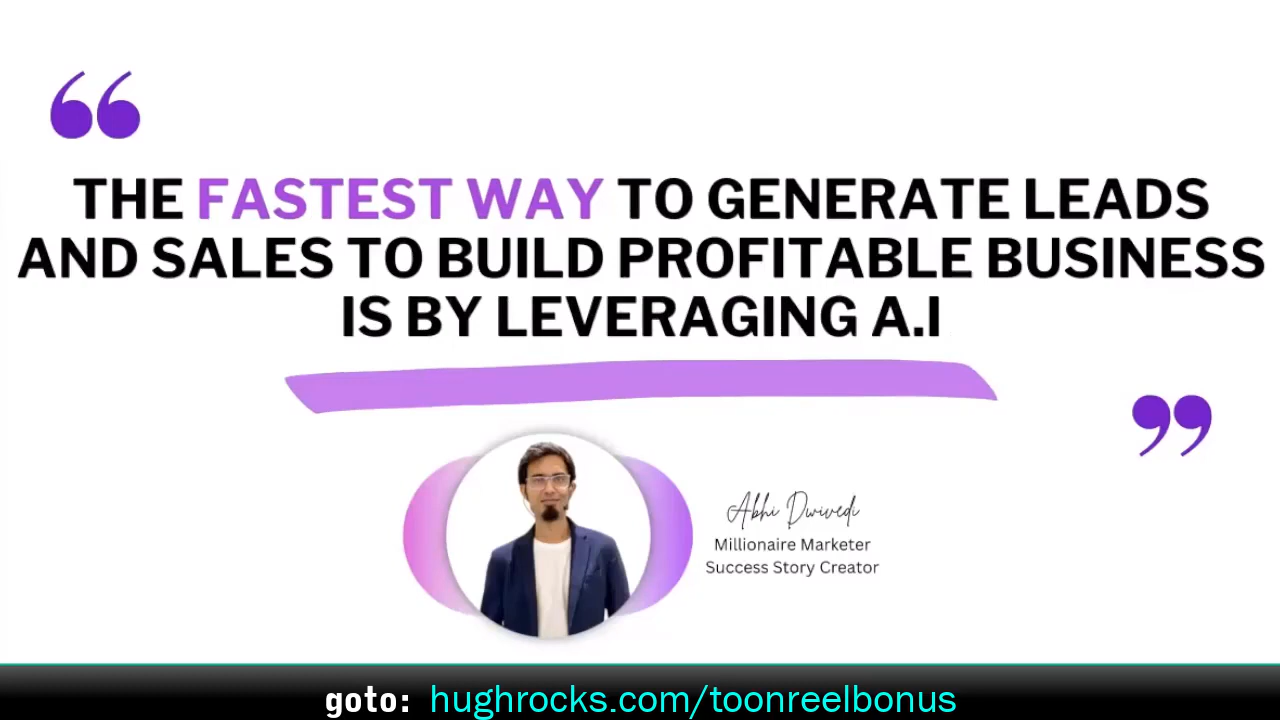 THE FASTEST WAY TO GENERATE LEADS
AND SALES TO BUILD PROFITABLE BUSINESS
IS BY LEVERAGING A.I
Abhi Dwivedi
Millionaire Marketer
Success Story Creator
goto: hughrocks.com/toonreelbonus